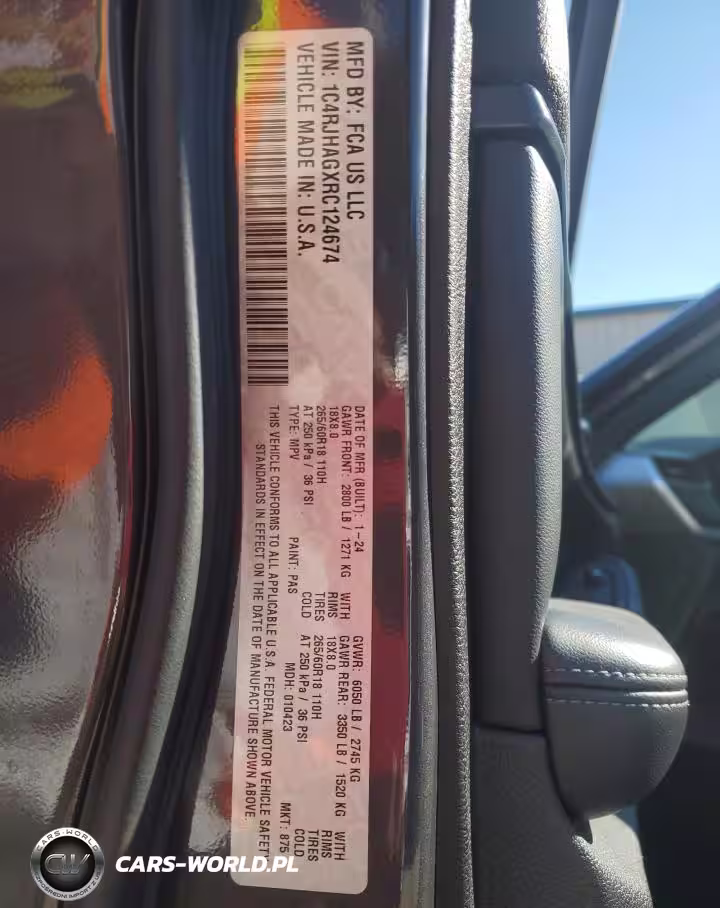 MFD BY: FCA US LLC
VIN: 1C4RJHAGXRC124674
VEHICLE MADE IN: U.S.A.
DATE OF MFR (BUILT): 1-24
GVWR: 6050 LB / 2745 KG
GAWR FRONT: 2800 LB / 1271 KG WITH
GAWR REAR: 3350 LB / 1520 KG WITH
18X8.0 RIMS
18X8.0 RIMS
265/60R18 110H TIRES
265/60R18 110H TIRES
AT 250 kPa / 36 PSI COLD
AT 250 kPa / 36 PSI COLD
TYPE: MPV PAINT: PAS MDH: 010423 MKT: 875
THIS VEHICLE CONFORMS TO ALL APPLICABLE U.S.A. FEDERAL MOTOR VEHICLE SAFETY
STANDARDS IN EFFECT ON THE DATE OF MANUFACTURE SHOWN ABOVE.
CARS-WORLD
CW
CARS-WORLD.PL